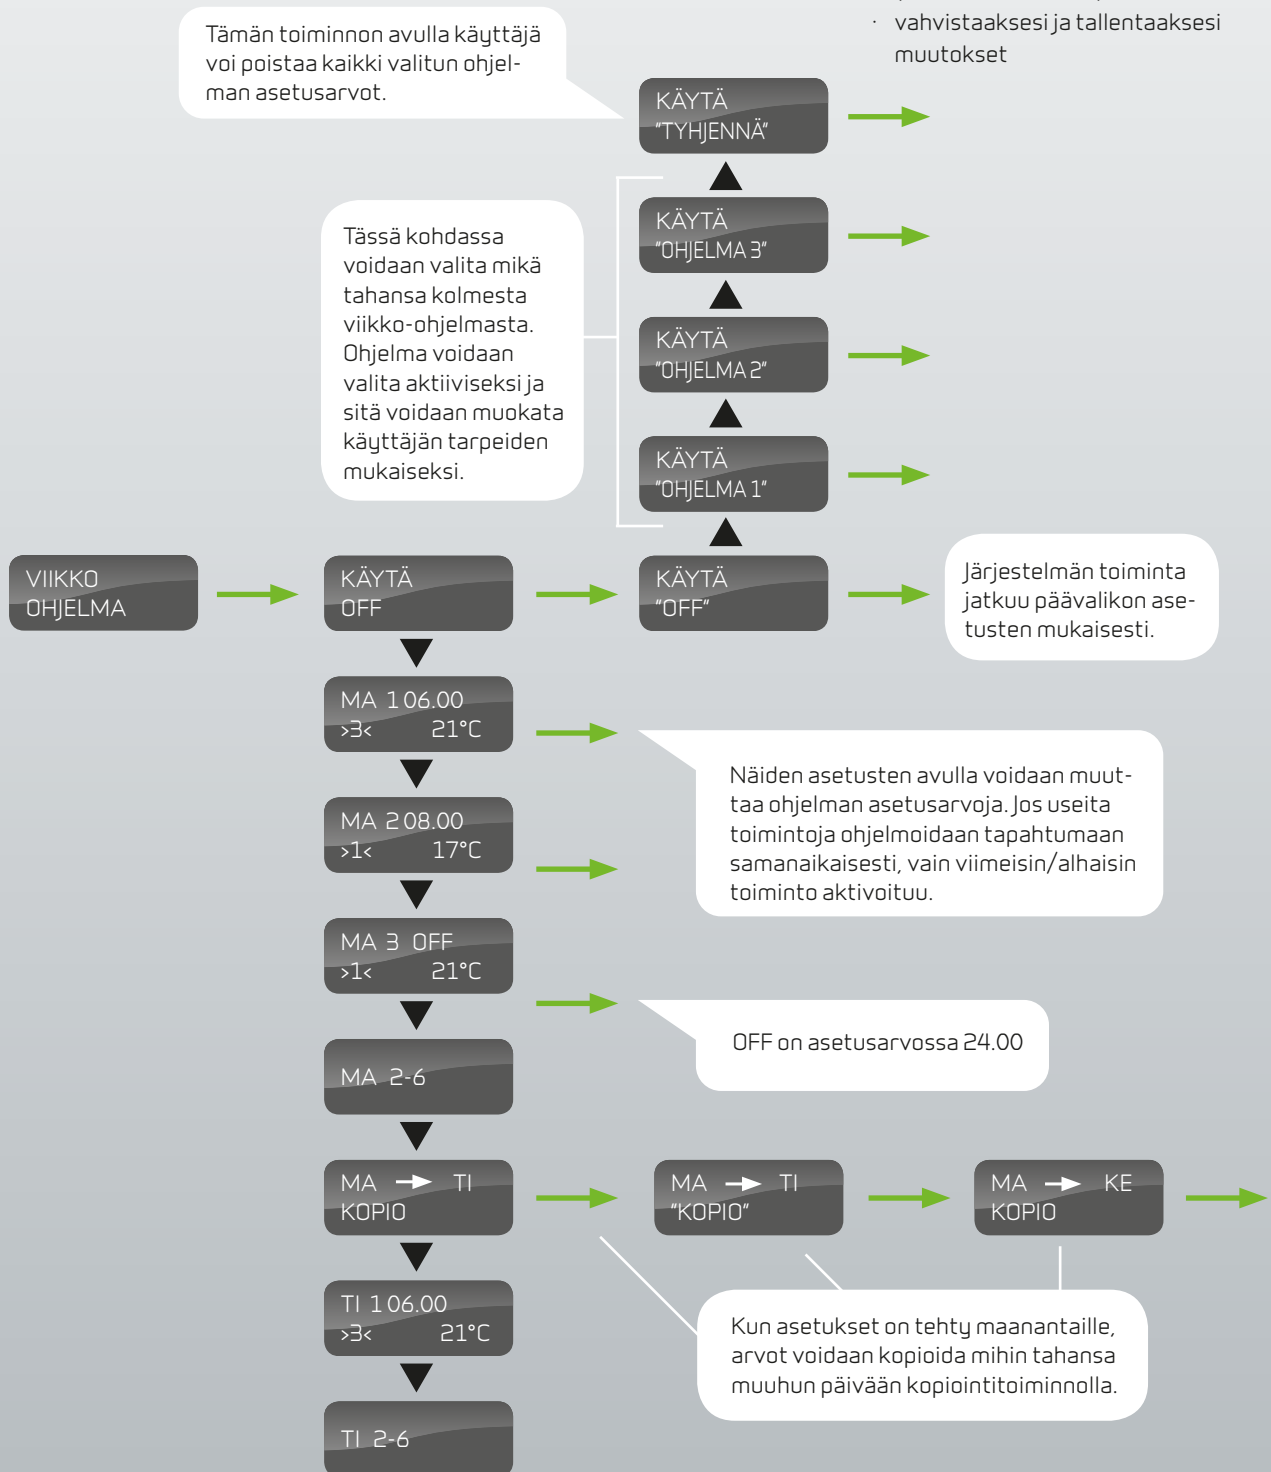 · vahvistaaksesi ja tallentaaksesi
muutokset
Tämän toiminnon avulla käyttäjä
voi poistaa kaikki valitun ohjel-
man asetusarvot.
KÄYTÄ
"TYHJENNÄ"
Tässä kohdassa
voidaan valita mikä
tahansa kolmesta
viikko-ohjelmasta.
Ohjelma voidaan
valita aktiiviseksi ja
sitä voidaan muokata
käyttäjän tarpeiden
mukaiseksi.
KÄYTÄ
"OHJELMA 3"
KÄYTÄ
"OHJELMA 2"
KÄYTÄ
"OHJELMA 1"
VIIKKO
OHJELMA
KÄYTÄ
OFF
KÄYTÄ
"OFF"
Järjestelmän toiminta
jatkuu päävalikon ase-
tusten mukaisesti.
MA 1 06.00
>3< 21°C
Näiden asetusten avulla voidaan muut-
taa ohjelman asetusarvoja. Jos useita
toimintoja ohjelmoidaan tapahtumaan
samanaikaisesti, vain viimeisin/alhaisin
toiminto aktivoituu.
MA 2 08.00
>1< 17°C
MA 3 OFF
>1< 21°C
OFF on asetusarvossa 24.00
MA 2-6
MA → TI
KOPIO
MA → TI
"KOPIO"
MA → KE
KOPIO
Kun asetukset on tehty maanantaille,
arvot voidaan kopioida mihin tahansa
muuhun päivään kopiointitoiminnolla.
TI 1 06.00
>3< 21°C
TI 2-6